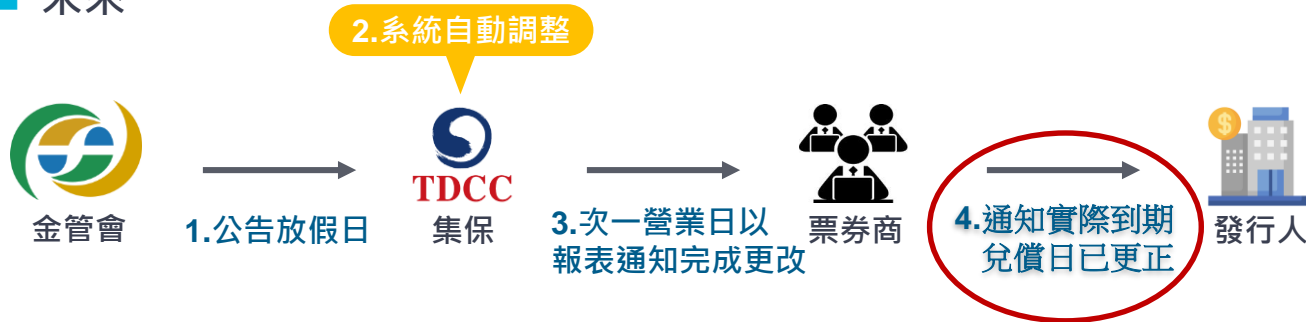 未來
2.系統自動調整
TDCC
金管會
1.公告放假日
集保
3.次一營業日以
報表通知完成更改
票券商
4.通知實際到期
兌償日已更正
發行人